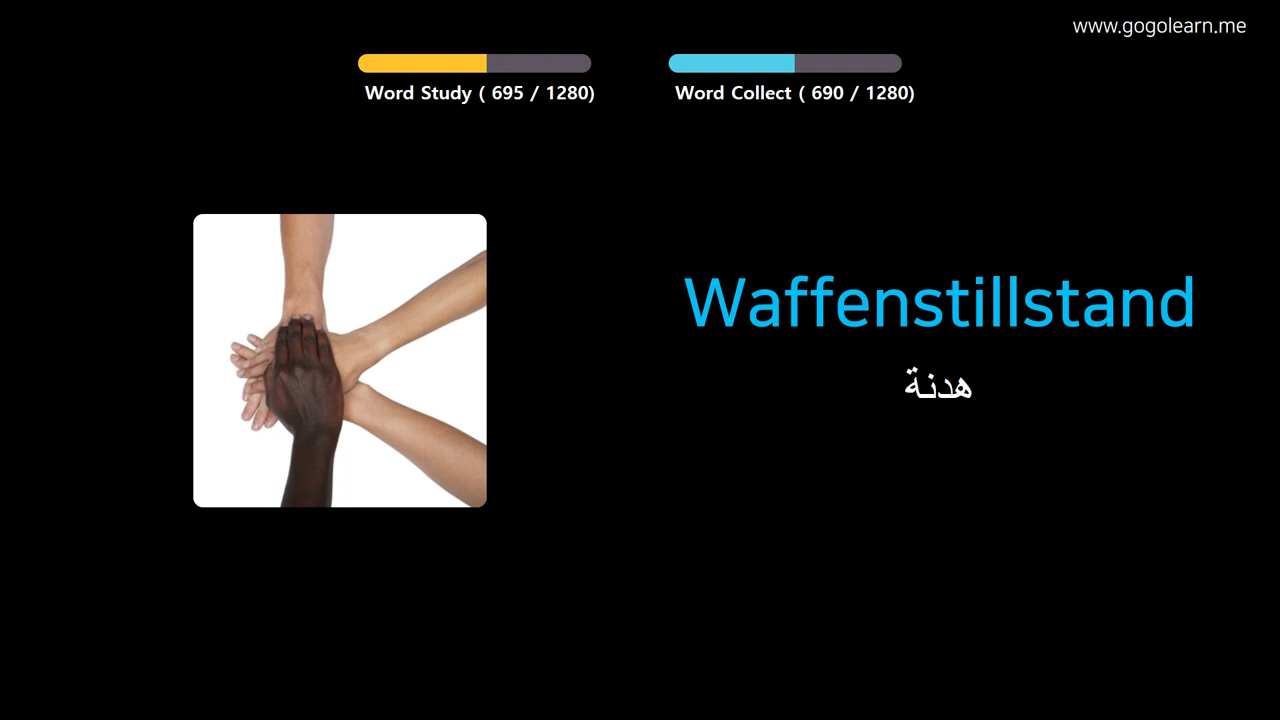 www.gogolearn.me
Word Study ( 695 / 1280)
Word Collect ( 690 / 1280)
Waffenstillstand
هدنة